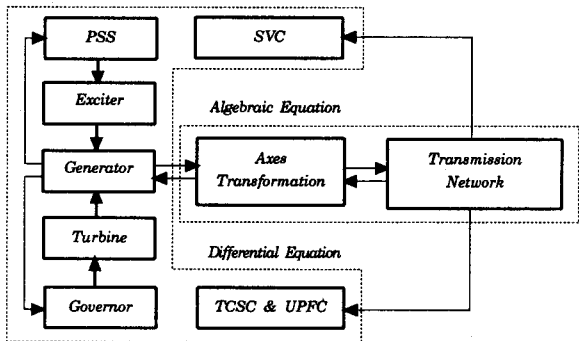 PSS
SVC
Exciter
Algebraic Equation
Generator
Axes
Transformation
Transmission
Network
Turbine
Differential Equation
Governor
TCSC & UPFC